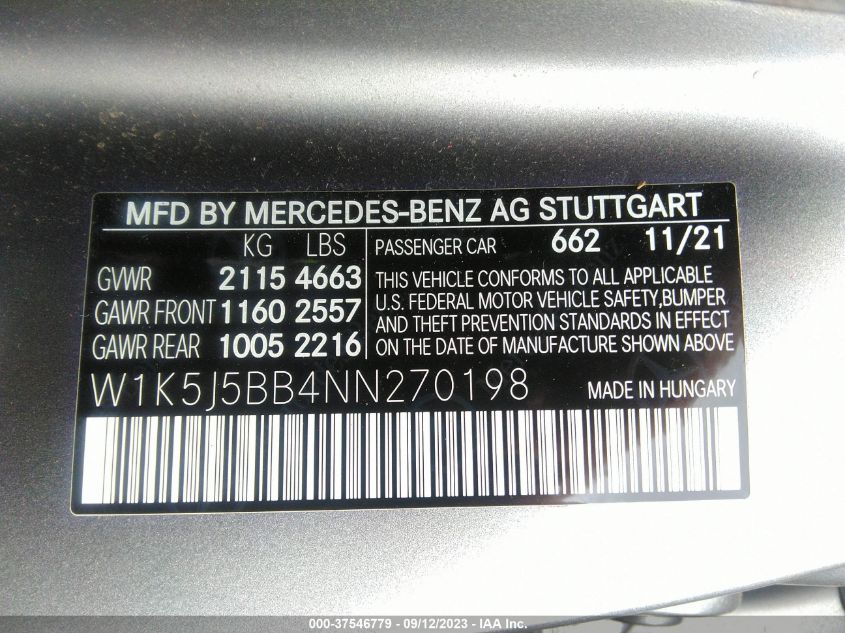 MFD BY MERCEDES-BENZ AG STUTTGART
KG LBS
GVWR 2115 4663
GAWR FRONT 1160 2557
GAWR REAR 1005 2216
PASSENGER CAR 662 11/21
THIS VEHICLE CONFORMS TO ALL APPLICABLE
U.S. FEDERAL MOTOR VEHICLE SAFETY,BUMPER
AND THEFT PREVENTION STANDARDS IN EFFECT
ON THE DATE OF MANUFACTURE SHOWN ABOVE
W1K5J5BB4NN270198 MADE IN HUNGARY
000-37546779 - 09/12/2023 - IAA Inc.